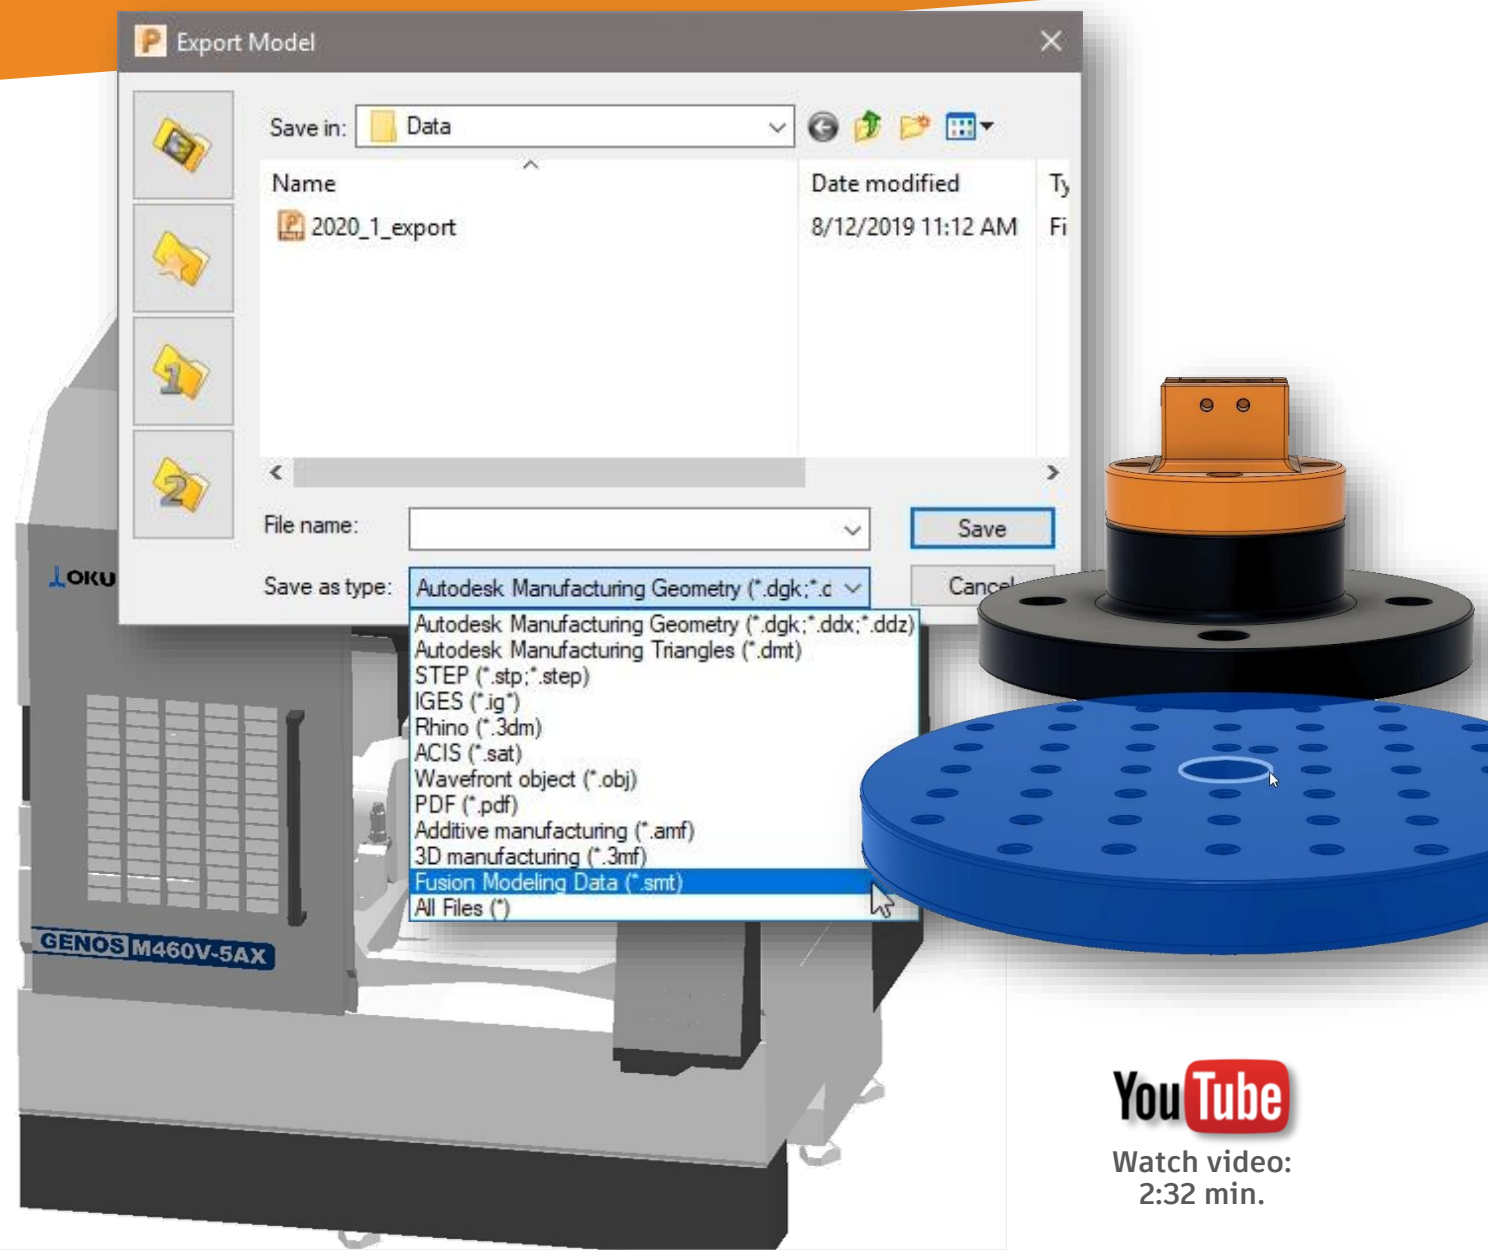 Export Model
Save in:
Data
Name
Date modified
Ty
2020_1_export
8/12/2019 11:12 AM
Fi
1
2
File name:
Save
Save as type:
Autodesk Manufacturing Geometry (*.dgk;*.d
Cancel
Autodesk Manufacturing Geometry (*.dgk;*.ddx;*.ddz)
Autodesk Manufacturing Triangles (*.dmt)
STEP (*.stp;*.step)
IGES (*.ig*)
Rhino (*.3dm)
ACIS (*.sat)
Wavefront object (*.obj)
PDF (*.pdf)
Additive manufacturing (*.amf)
3D manufacturing (*.3mf)
Fusion Modeling Data (*.smt)
All Files (*)
OKU
GENOS M460V-5AX
YouTube
Watch video:
2:32 min.